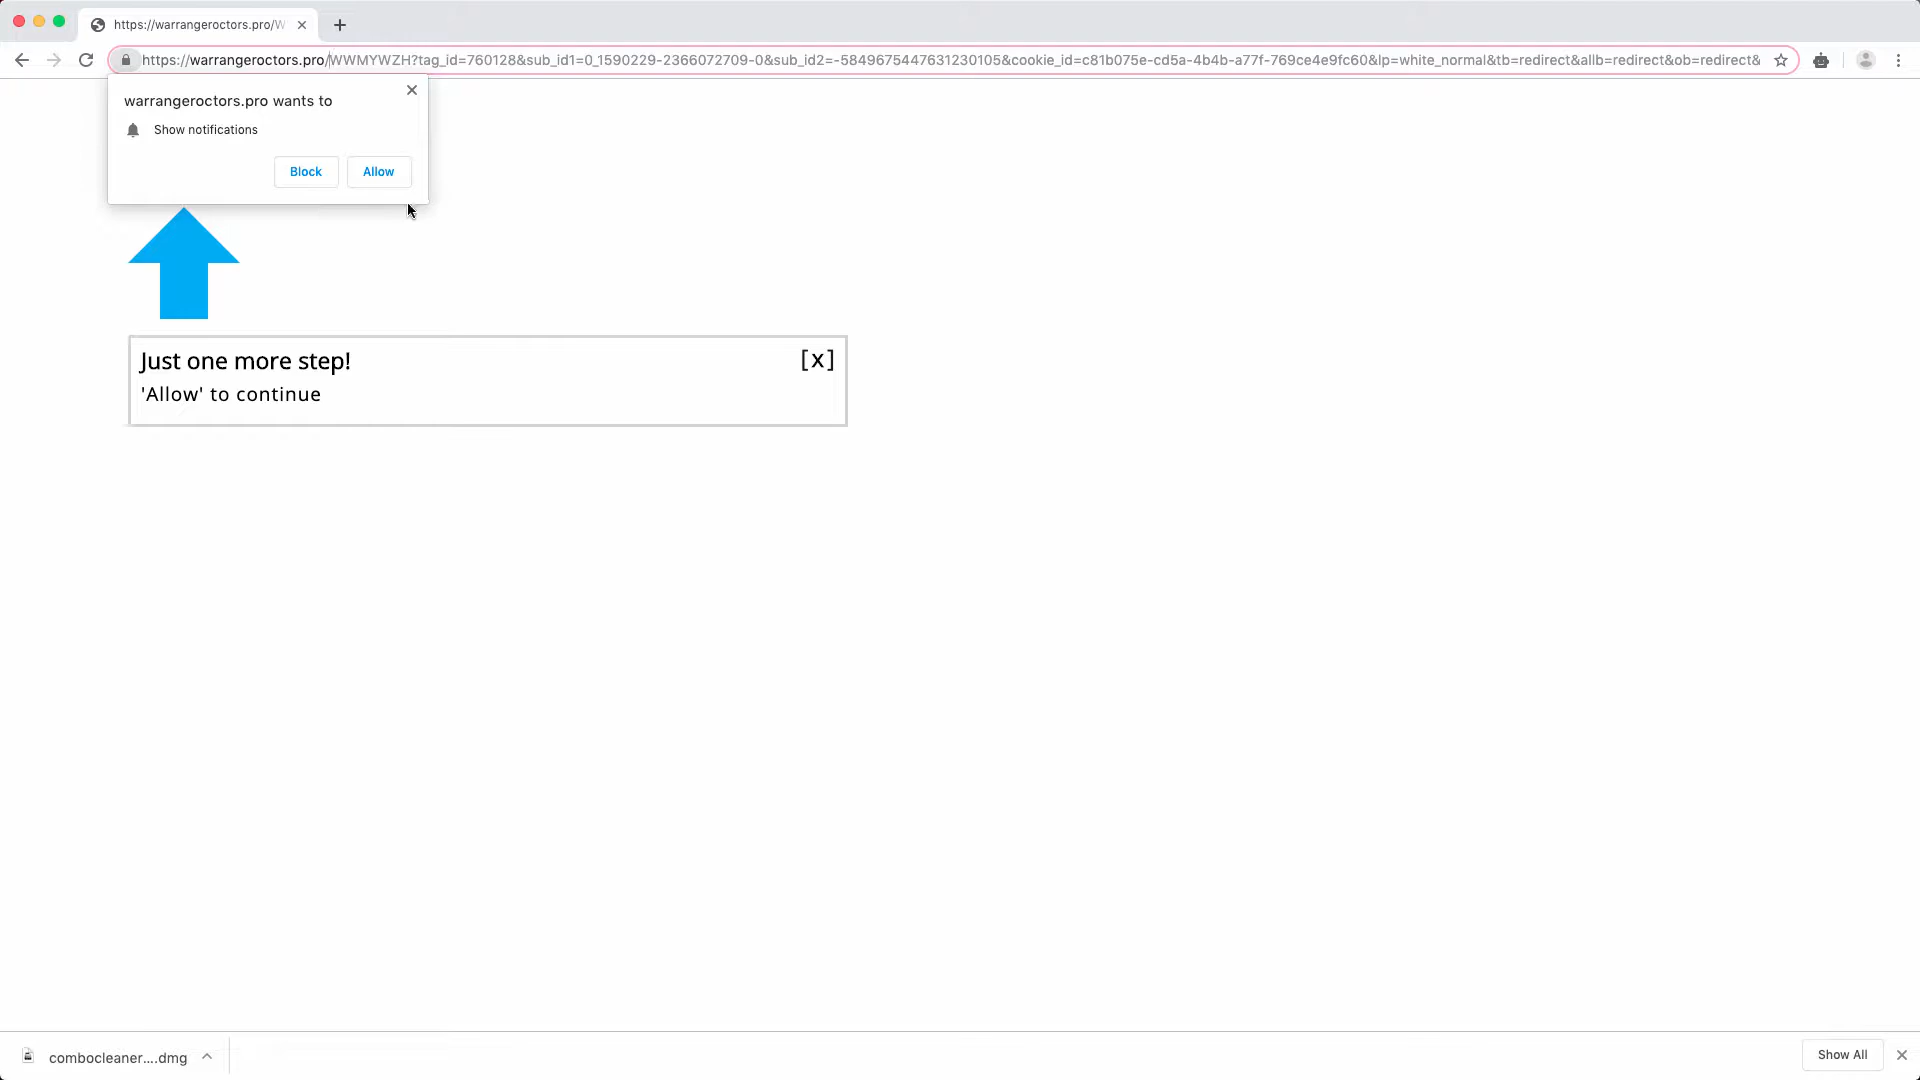 https://warrangeroctors.pro/W
https://warrangeroctors.pro/WWMYWZH?tag_id=760128&sub_id1=0_1590229-2366072709-0&sub_id2=-5849675447631230105&cookie_id=c81b075e-cd5a-4b4b-a77f-769ce4e9fc60&lp=white_normal&tb=redirect&allb=redirect&ob=redirect&
warrangeroctors.pro wants to
Show notifications
Block
Allow
Just one more step!
[x]
'Allow' to continue
combocleaner....dmg
Show All